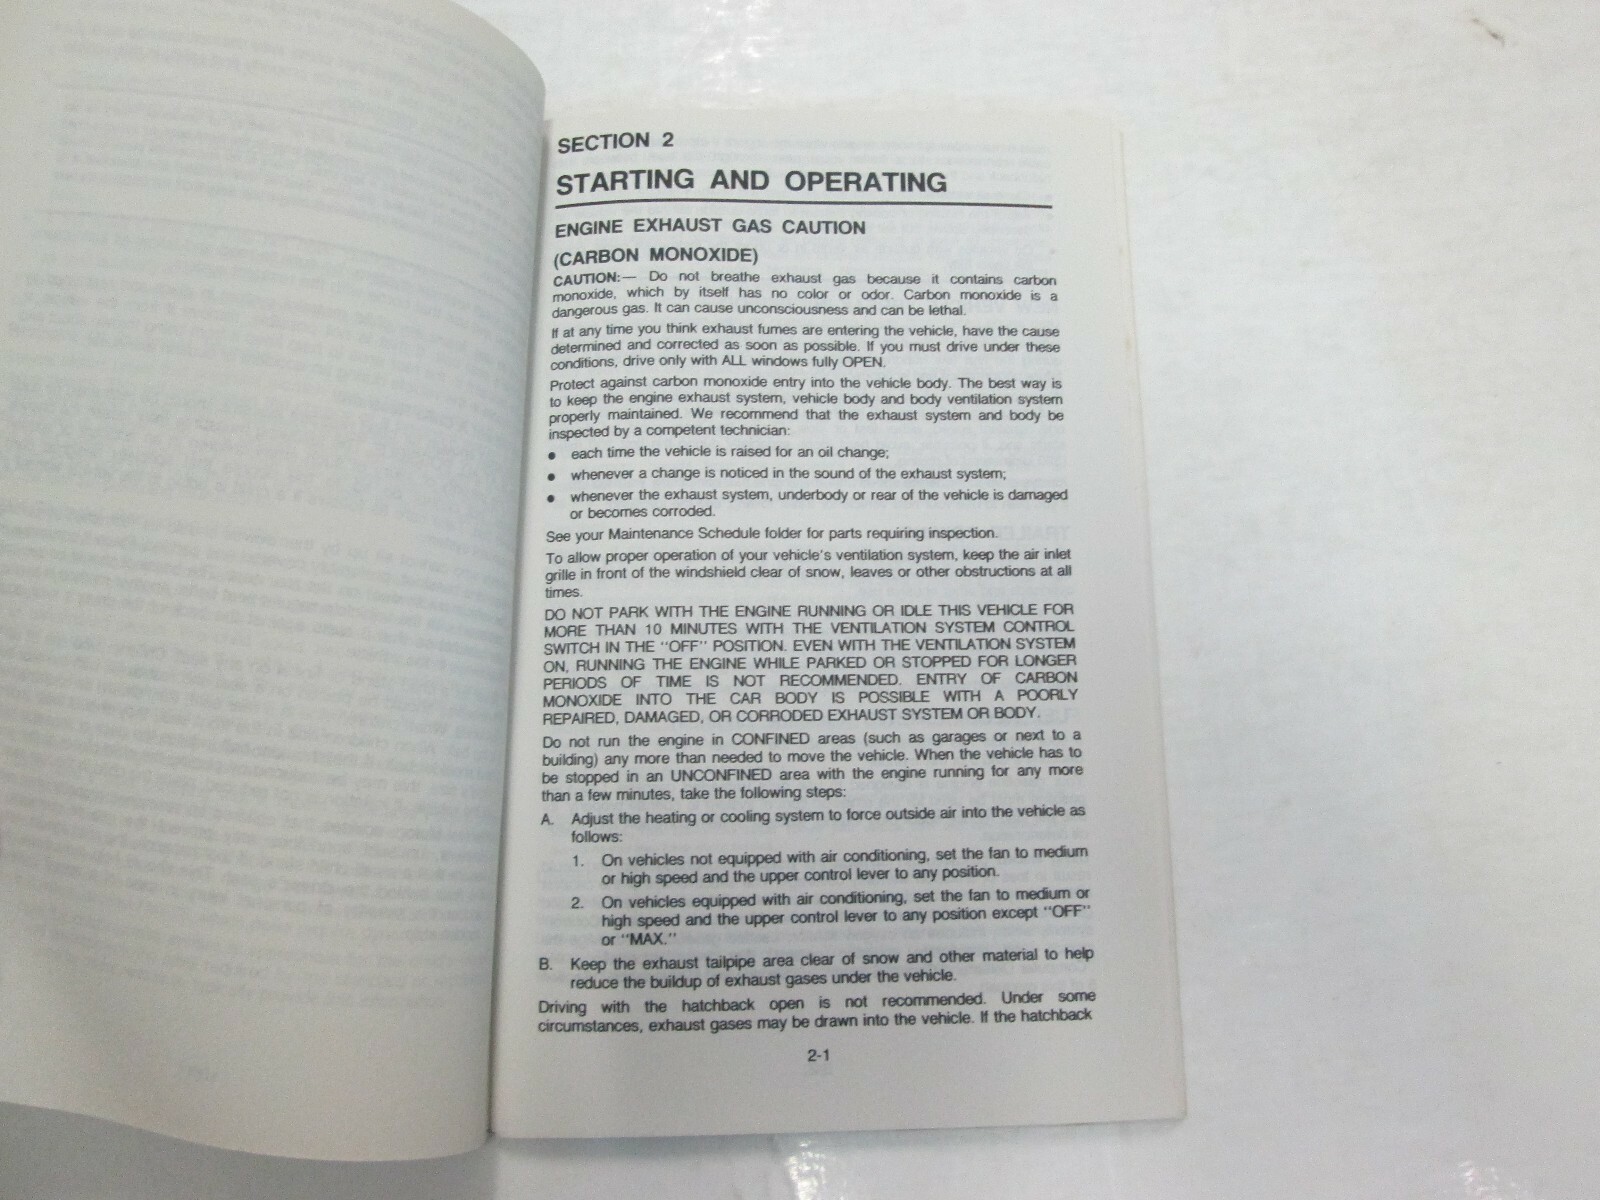 SECTION 2
STARTING AND OPERATING
ENGINE EXHAUST GAS CAUTION
(CARBON MONOXIDE)
CAUTION:— Do not breathe exhaust gas because it contains carbon
monoxide, which by itself has no color or odor. Carbon monoxide is a
dangerous gas. It can cause unconsciousness and can be lethal.
If at any time you think exhaust fumes are entering the vehicle, have the cause
determined and corrected as soon as possible. If you must drive under these
conditions, drive only with ALL windows fully OPEN.
Protect against carbon monoxide entry into the vehicle body. The best way is
to keep the engine exhaust system, vehicle body and body ventilation system
properly maintained. We recommend that the exhaust system and body be
inspected by a competent technician:
● each time the vehicle is raised for an oil change;
● whenever a change is noticed in the sound of the exhaust system;
● whenever the exhaust system, underbody or rear of the vehicle is damaged
or becomes corroded.
See your Maintenance Schedule folder for parts requiring inspection.
To allow proper operation of your vehicle's ventilation system, keep the air inlet
grille in front of the windshield clear of snow, leaves or other obstructions at all
times.
DO NOT PARK WITH THE ENGINE RUNNING OR IDLE THIS VEHICLE FOR
MORE THAN 10 MINUTES WITH THE VENTILATION SYSTEM CONTROL
SWITCH IN THE "OFF" POSITION. EVEN WITH THE VENTILATION SYSTEM
ON, RUNNING THE ENGINE WHILE PARKED OR STOPPED FOR LONGER
PERIODS OF TIME IS NOT RECOMMENDED. ENTRY OF CARBON
MONOXIDE INTO THE CAR BODY IS POSSIBLE WITH A POORLY
REPAIRED, DAMAGED, OR CORRODED EXHAUST SYSTEM OR BODY.
Do not run the engine in CONFINED areas (such as garages or next to a
building) any more than needed to move the vehicle. When the vehicle has to
be stopped in an UNCONFINED area with the engine running for any more
than a few minutes, take the following steps:
A. Adjust the heating or cooling system to force outside air into the vehicle as
follows:
1. On vehicles not equipped with air conditioning, set the fan to medium
or high speed and the upper control lever to any position.
2. On vehicles equipped with air conditioning, set the fan to medium or
high speed and the upper control lever to any position except "OFF"
or "MAX."
B. Keep the exhaust tailpipe area clear of snow and other material to help
reduce the buildup of exhaust gases under the vehicle.
Driving with the hatchback open is not recommended. Under some
circumstances, exhaust gases may be drawn into the vehicle. If the hatchback
2-1